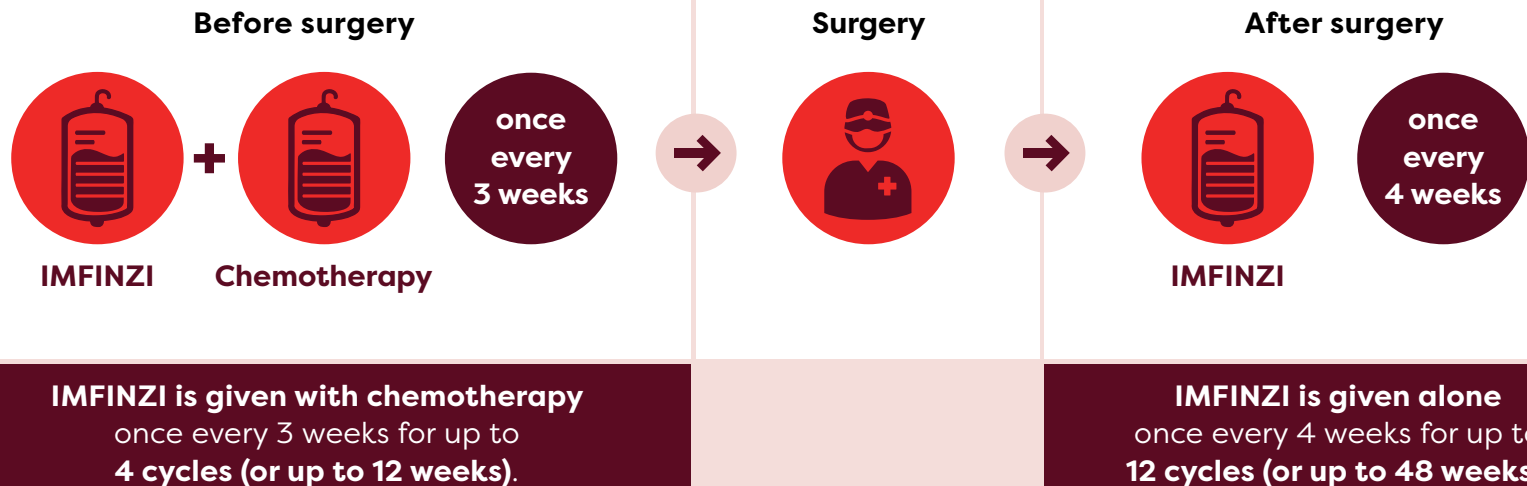 Before surgery
Surgery
After surgery
once
every
3 weeks
once
every
4 weeks
+
IMFINZI
Chemotherapy
IMFINZI
IMFINZI is given with chemotherapy
once every 3 weeks for up to
4 cycles (or up to 12 weeks).
IMFINZI is given alone
once every 4 weeks for up to
12 cycles (or up to 48 weeks